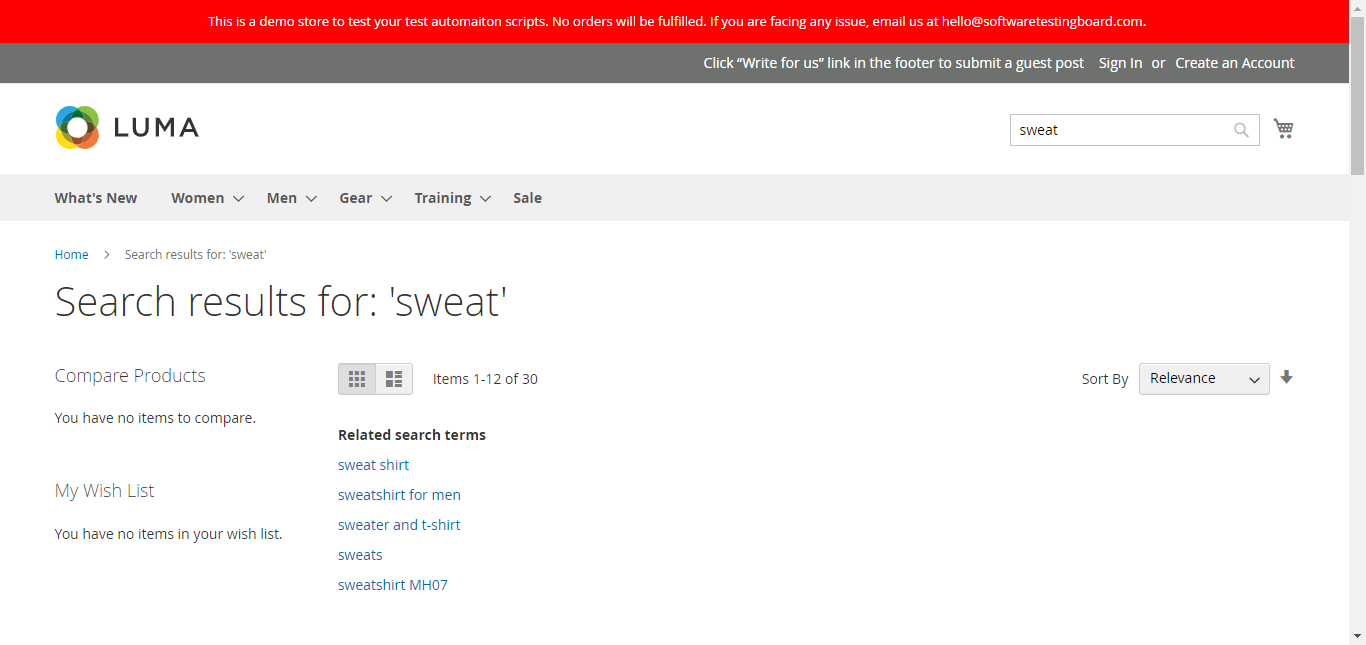 This is a demo store to test your test automaiton scripts. No orders will be fulfilled. If you are facing any issue, email us at hello@softwaretestingboard.com.
Click “Write for us” link in the footer to submit a guest post Sign In or Create an Account
LUMA
sweat
What's New Women Men Gear Training Sale
Home Search results for: 'sweat'
Search results for: 'sweat'
Compare Products
You have no items to compare.
My Wish List
You have no items in your wish list.
Items 1-12 of 30
Sort By Relevance
Related search terms
sweat shirt
sweatshirt for men
sweater and t-shirt
sweats
sweatshirt MH07